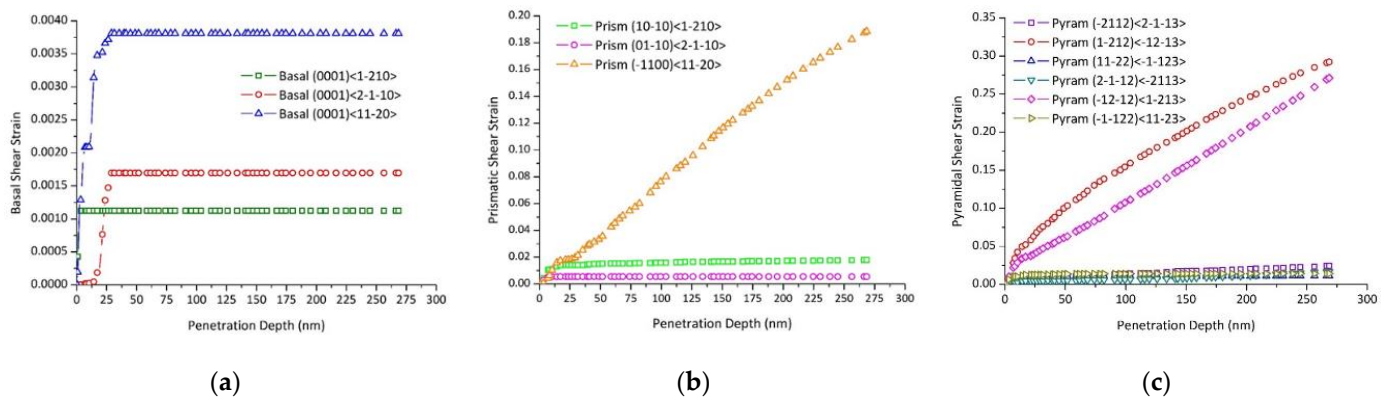 0.0040
0.0035
0.0030
0.0025
0.0020
0.0015
0.0010
0.0005
0.0000
Basal Shear Strain
Basal (0001)<1-210>
Basal (0001)<2-1-10>
Basal (0001)<11-20>
0 25 50 75 100 125 150 175 200 225 250 275 300
Penetration Depth (nm)
(a)
0.20
0.18
0.16
0.14
0.12
0.10
0.08
0.06
0.04
0.02
0.00
Prismatic Shear Strain
Prism (10-10)<1-210>
Prism (01-10)<2-1-10>
Prism (-1100)<11-20>
0 25 50 75 100 125 150 175 200 225 250 275 300
Penetration Depth (nm)
(b)
0.35
0.30
0.25
0.20
0.15
0.10
0.05
0.00
Pyramidal Shear Strain
Pyram (-2112)<2-1-13>
Pyram (1-212)<-12-13>
Pyram (11-22)<-1-123>
Pyram (2-1-12)<-2113>
Pyram (-12-12)<1-213>
Pyram (-1-122)<11-23>
0 50 100 150 200 250 300
Penetration Depth (nm)
(c)